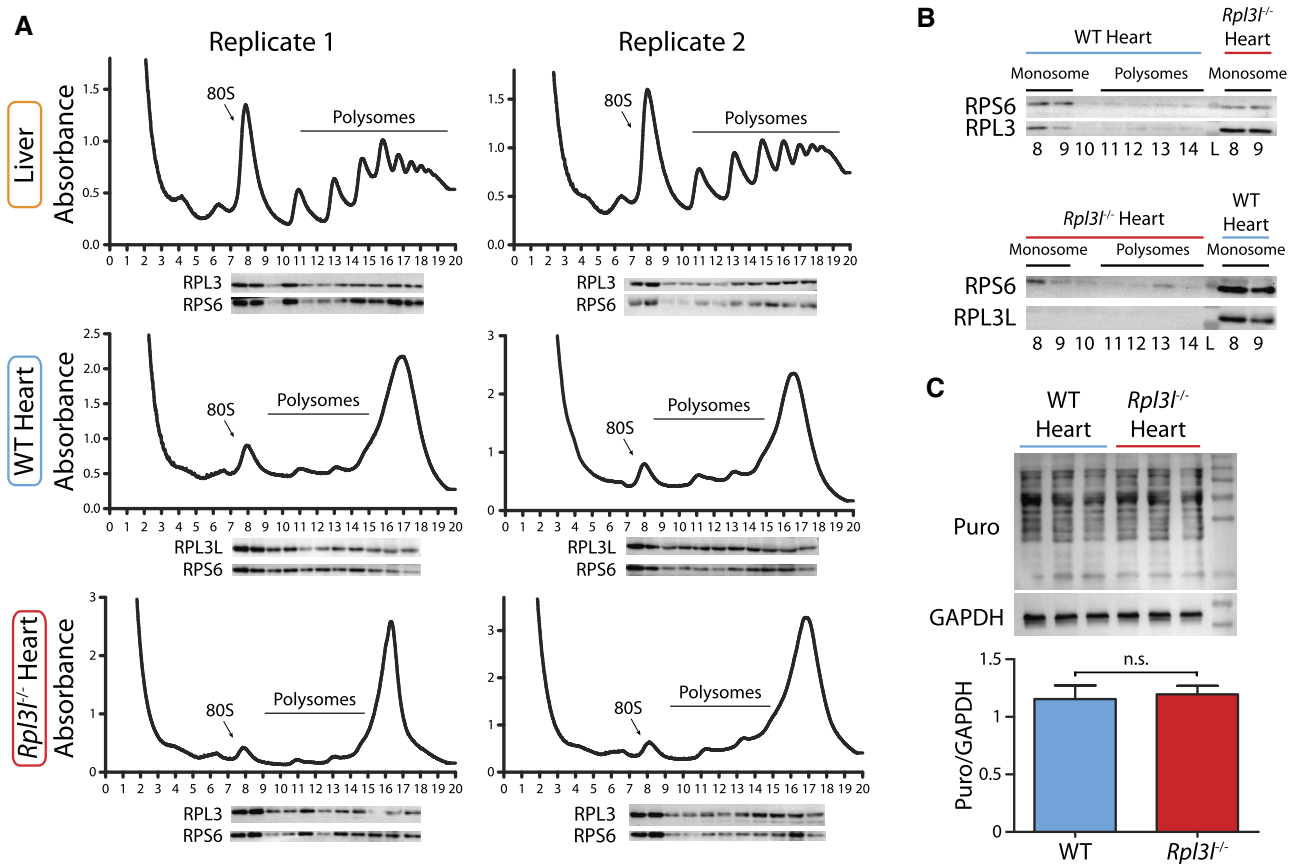 A
Replicate 1
Replicate 2
Liver
Absorbance
1.5
1.0
0.5
0.0
80S
Polysomes
0 1 2 3 4 5 6 7 8 9 10 11 12 13 14 15 16 17 18 19 20
RPL3
RPS6
1.5
1.0
0.5
0.0
80S
Polysomes
0 1 2 3 4 5 6 7 8 9 10 11 12 13 14 15 16 17 18 19 20
RPL3
RPS6
WT Heart
Absorbance
2.5
2.0
1.5
1.0
0.5
0.0
80S
Polysomes
0 1 2 3 4 5 6 7 8 9 10 11 12 13 14 15 16 17 18 19 20
RPL3L
RPS6
3
2
1
0
80S
Polysomes
0 1 2 3 4 5 6 7 8 9 10 11 12 13 14 15 16 17 18 19 20
RPL3L
RPS6
Rpl3l-/- Heart
Absorbance
3
2
1
0
80S
Polysomes
0 1 2 3 4 5 6 7 8 9 10 11 12 13 14 15 16 17 18 19 20
RPL3
RPS6
3
2
1
0
80S
Polysomes
0 1 2 3 4 5 6 7 8 9 10 11 12 13 14 15 16 17 18 19 20
RPL3
RPS6
B
WT Heart
Rpl3l-/-
Heart
Monosome Polysomes Monosome
RPS6
RPL3
8 9 10 11 12 13 14 L 8 9
Rpl3l-/- Heart
WT
Heart
Monosome Polysomes Monosome
RPS6
RPL3L
8 9 10 11 12 13 14 L 8 9
C
WT
Heart
Rpl3l-/-
Heart
Puro
GAPDH
Puro/GAPDH
1.5
1
0.5
0
n.s.
WT
Rpl3l-/-